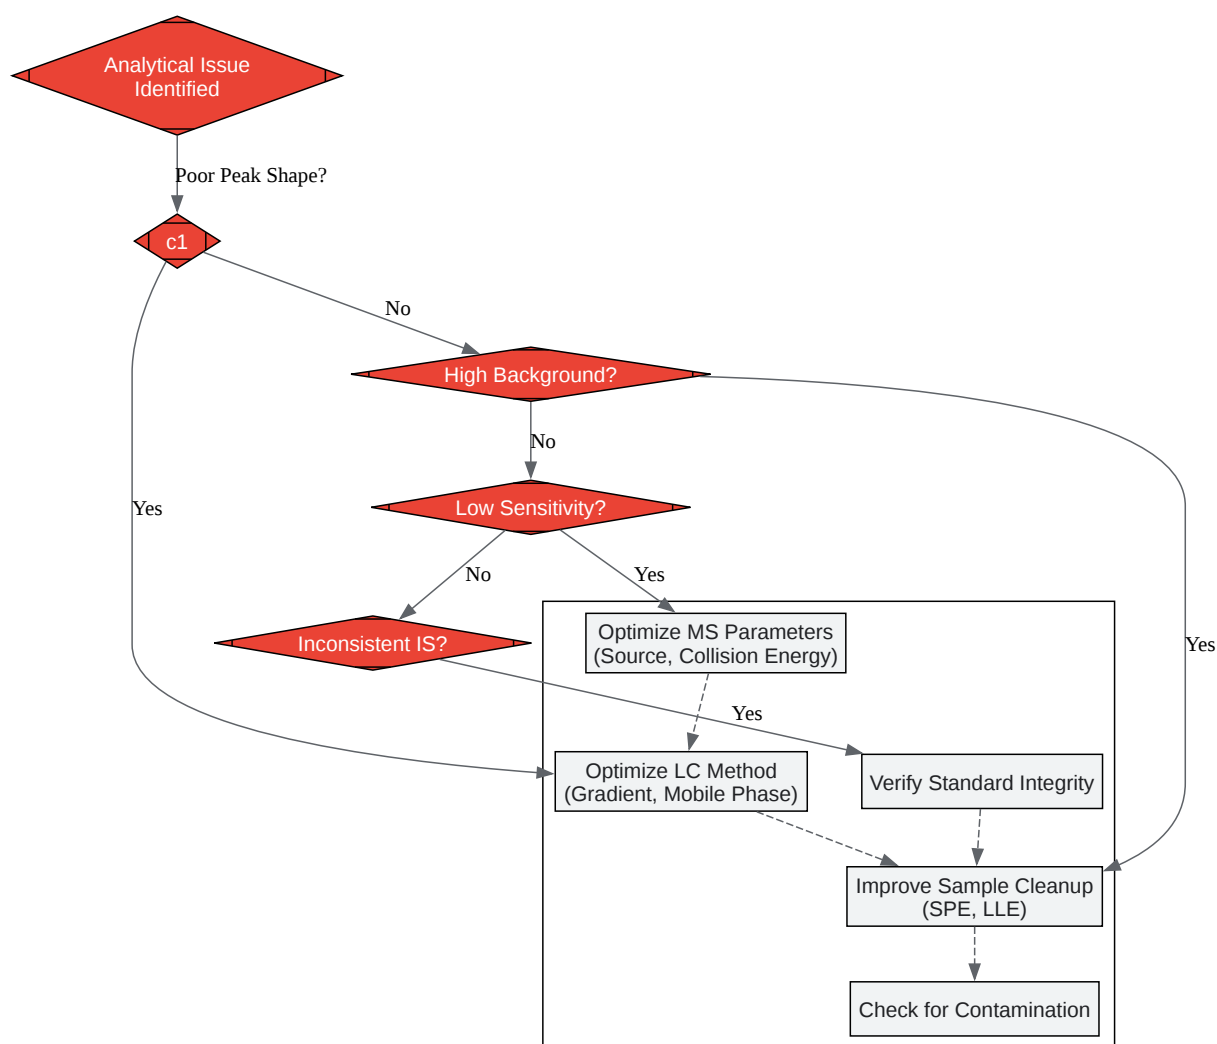 Analytical Issue
Identified
Poor Peak Shape?
c1
No
High Background?
No
Yes
Low Sensitivity?
No
Yes
Optimize MS Parameters
(Source, Collision Energy)
Inconsistent IS?
Yes
Yes
Optimize LC Method
(Gradient, Mobile Phase)
Verify Standard Integrity
Improve Sample Cleanup
(SPE, LLE)
Check for Contamination